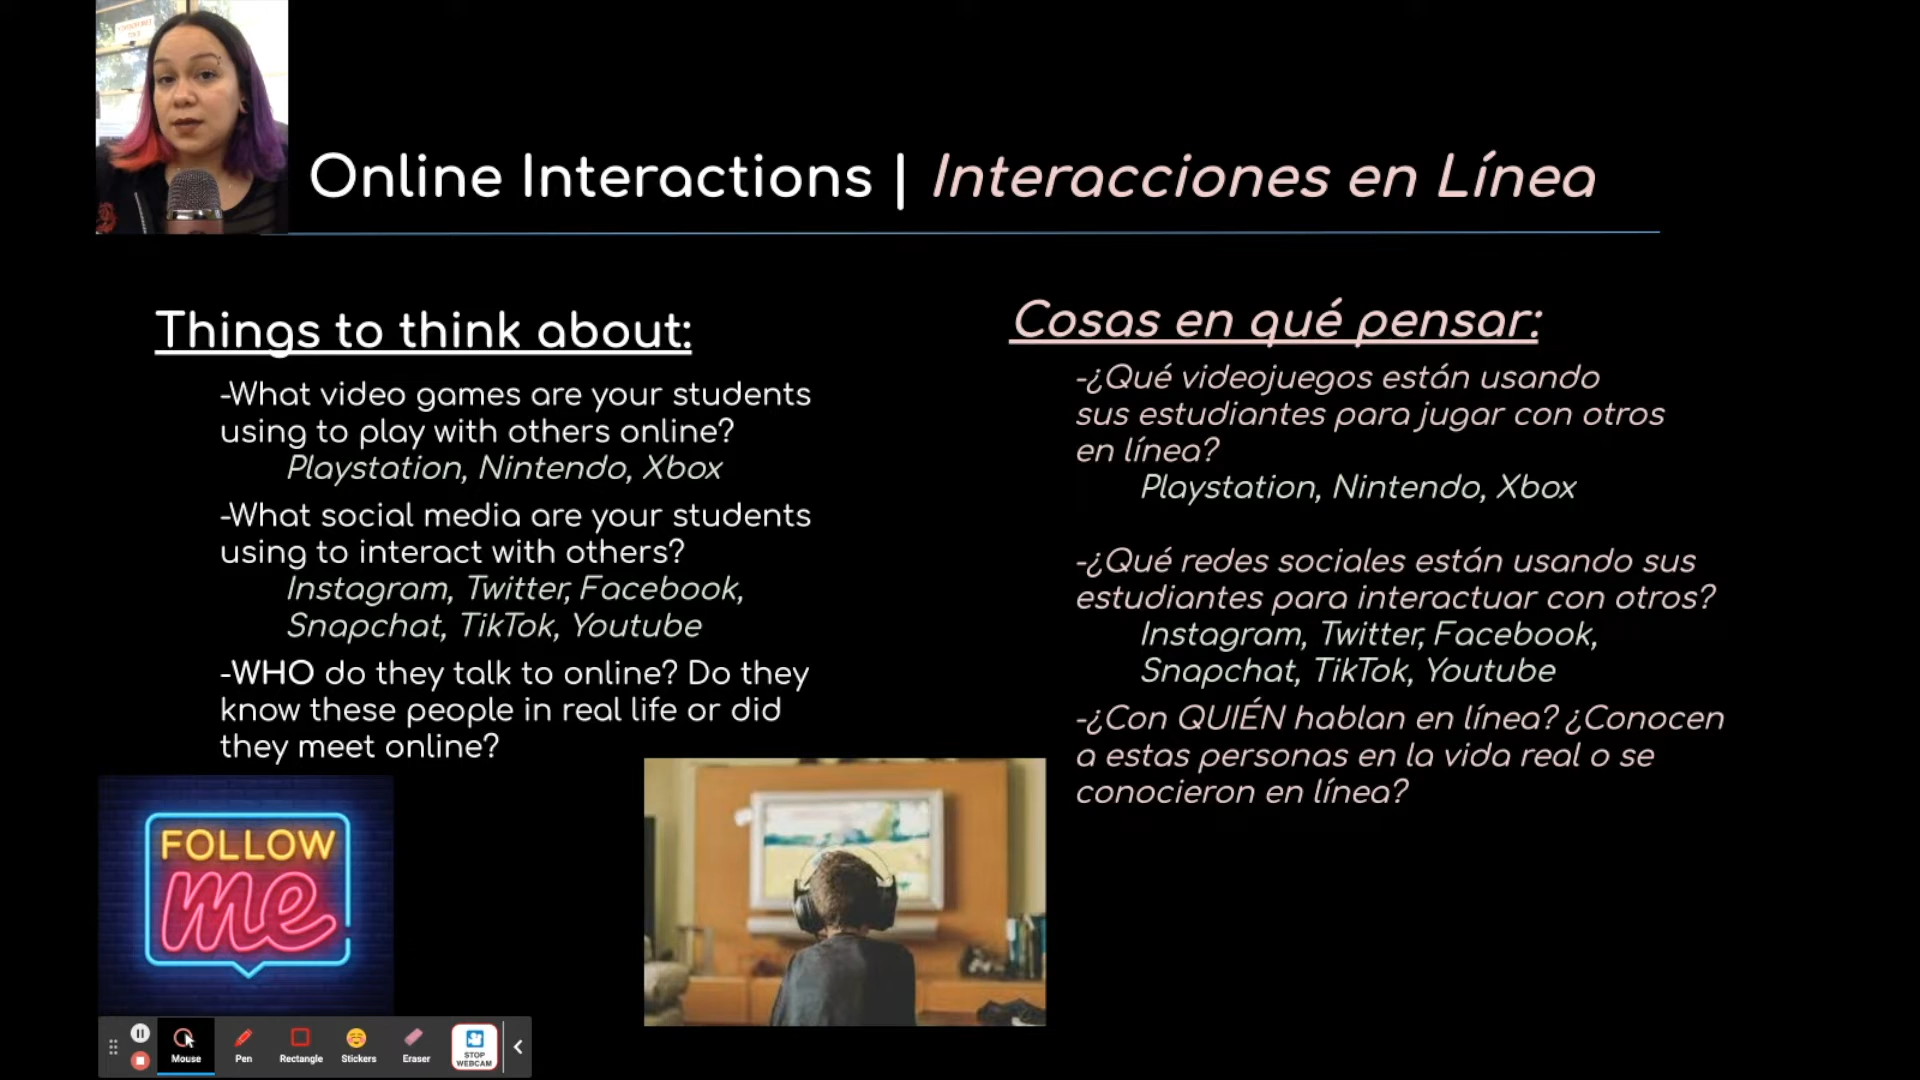 Online Interactions | Interacciones en Línea
Things to think about:
-What video games are your students
using to play with others online?
Playstation, Nintendo, Xbox
-What social media are your students
using to interact with others?
Instagram, Twitter, Facebook,
Snapchat, TikTok, Youtube
-WHO do they talk to online? Do they
know these people in real life or did
they meet online?
Cosas en qué pensar:
-¿Qué videojuegos están usando
sus estudiantes para jugar con otros
en línea?
Playstation, Nintendo, Xbox
-¿Qué redes sociales están usando sus
estudiantes para interactuar con otros?
Instagram, Twitter, Facebook,
Snapchat, TikTok, Youtube
-¿Con QUIÉN hablan en línea? ¿Conocen
a estas personas en la vida real o se
conocieron en línea?
FOLLOW
me
Mouse
Pen
Rectangle
Stickers
Eraser
STOP
WEBCAM